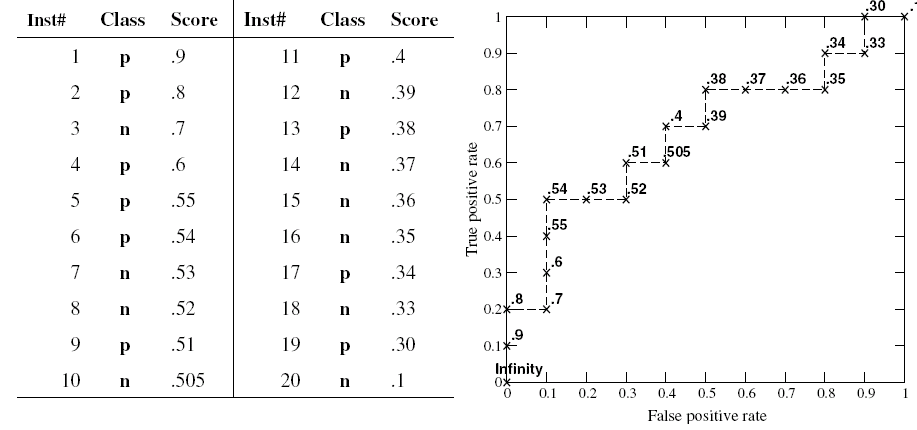 Inst# Class Score Inst# Class Score
1 p .9 11 p .4
2 p .8 12 n .39
3 n .7 13 p .38
4 p .6 14 n .37
5 p .55 15 n .36
6 p .54 16 n .35
7 n .53 17 p .34
8 n .52 18 n .33
9 p .51 19 p .30
10 n .505 20 n .1
True positive rate
1
0.9
0.8
0.7
0.6
0.5
0.4
0.3
0.2
0.1
0
.30
.34 .33
.38 .37 .36 .35
.4 .39
.51 .505
.54 .53 .52
.55
.6
.8 .7
.9
Infinity
0 0.1 0.2 0.3 0.4 0.5 0.6 0.7 0.8 0.9 1
False positive rate